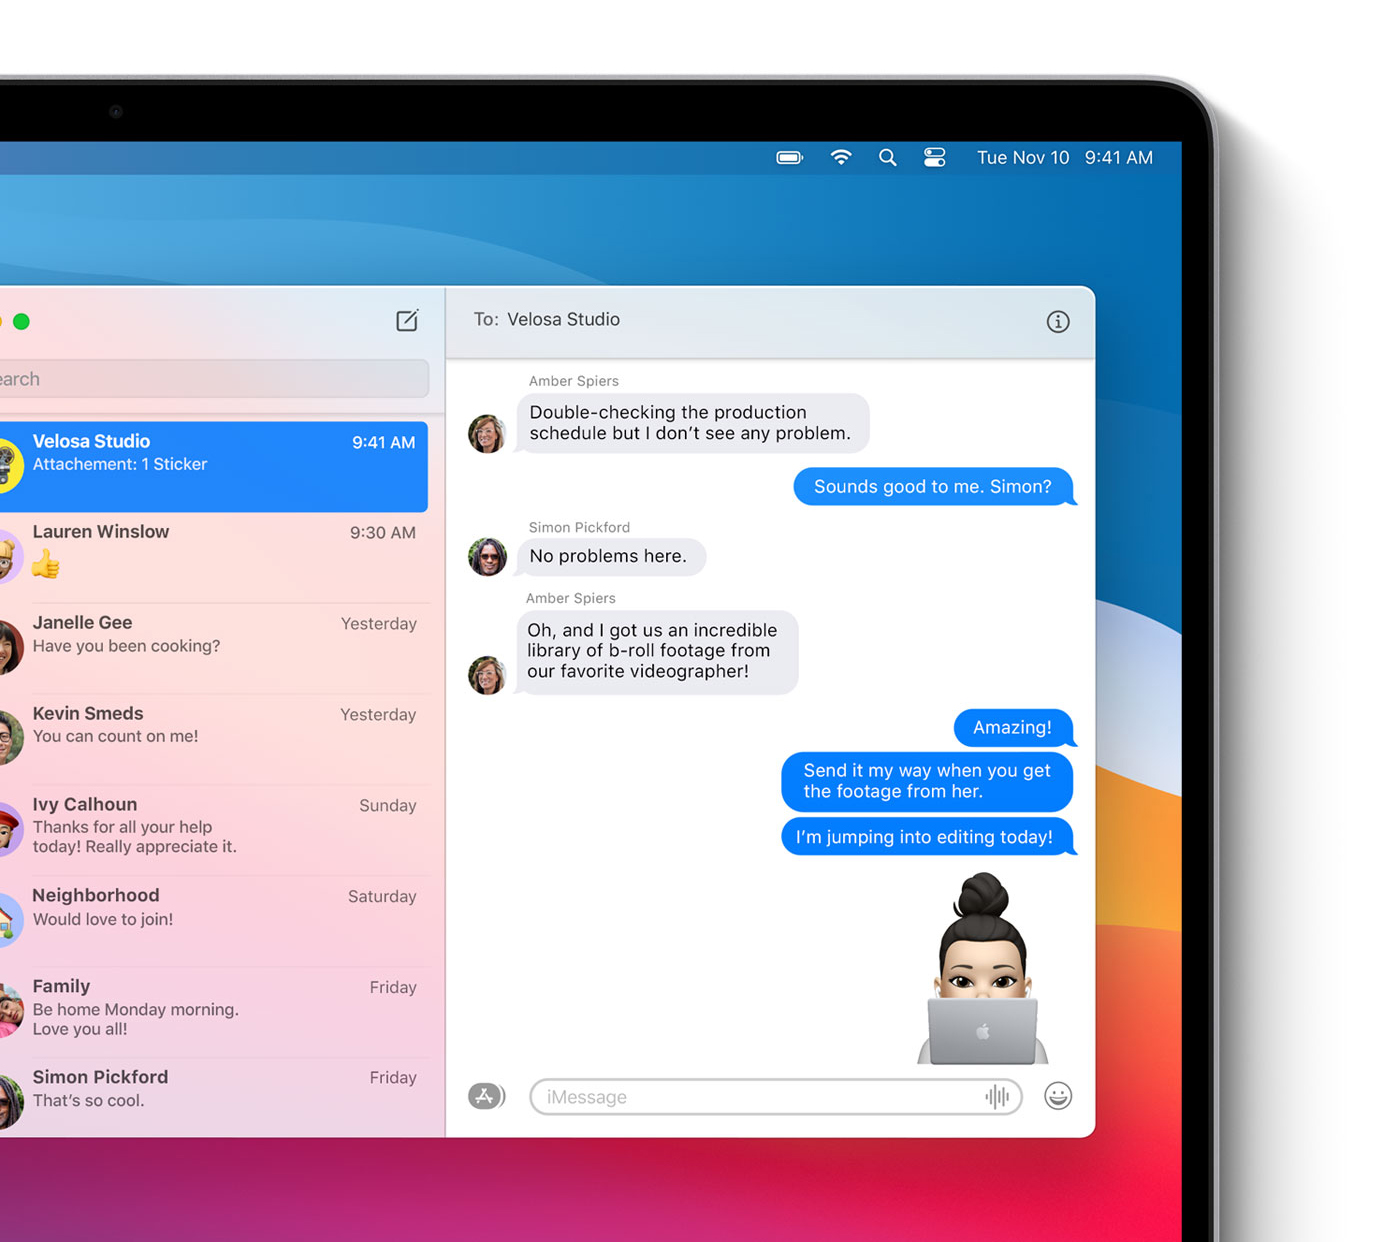 Tue Nov 10 9:41 AM
To: Velosa Studio
earch
Velosa Studio 9:41 AM
Attachement: 1 Sticker
Lauren Winslow 9:30 AM
Janelle Gee Yesterday
Have you been cooking?
Kevin Smeds Yesterday
You can count on me!
Ivy Calhoun Sunday
Thanks for all your help
today! Really appreciate it.
Neighborhood Saturday
Would love to join!
Family Friday
Be home Monday morning.
Love you all!
Simon Pickford Friday
That's so cool.
Amber Spiers
Double-checking the production
schedule but I don't see any problem.
Sounds good to me. Simon?
Simon Pickford
No problems here.
Amber Spiers
Oh, and I got us an incredible
library of b-roll footage from
our favorite videographer!
Amazing!
Send it my way when you get
the footage from her.
I'm jumping into editing today!
iMessage